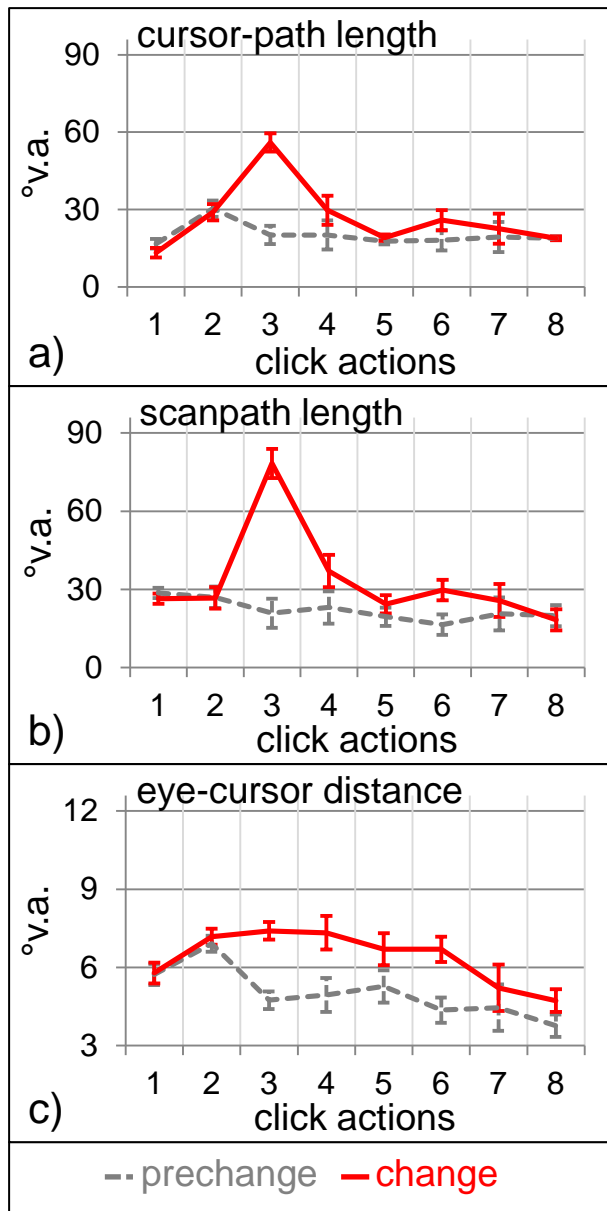 cursor-path length
90
60
30
0
°v.a.
1 2 3 4 5 6 7 8
a)
click actions
scanpath length
90
60
30
0
°v.a.
1 2 3 4 5 6 7 8
b)
click actions
eye-cursor distance
12
9
6
3
°v.a.
1 2 3 4 5 6 7 8
c)
click actions
prechange change